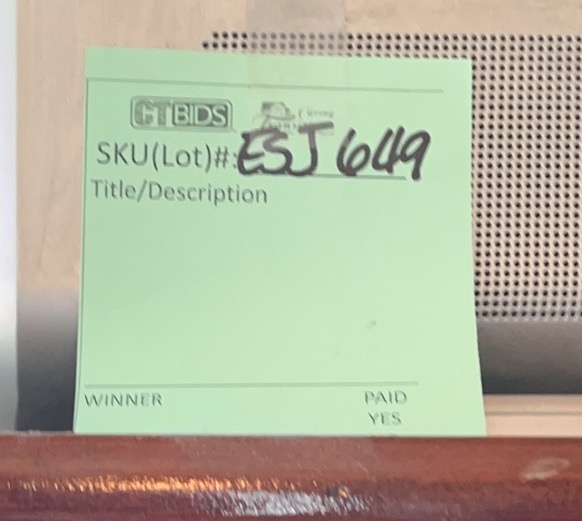 CTBIDS
SKU(Lot)#: ESJ 649
Title/Description
WINNER PAID
YES